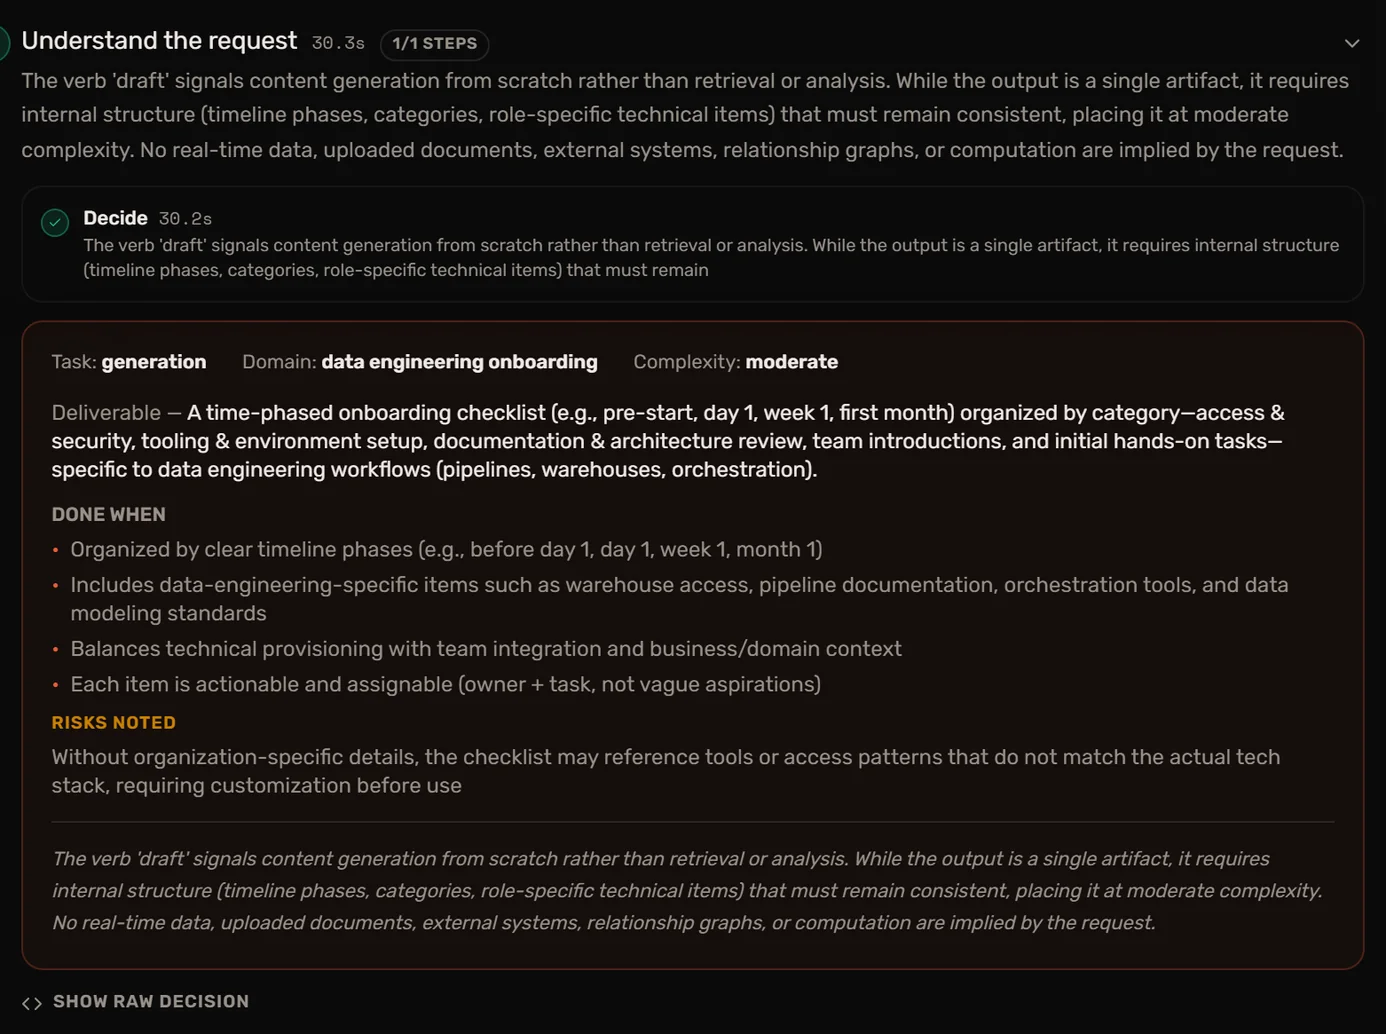 Understand the request 30.3s 1/1 STEPS
The verb 'draft' signals content generation from scratch rather than retrieval or analysis. While the output is a single artifact, it requires
internal structure (timeline phases, categories, role-specific technical items) that must remain consistent, placing it at moderate
complexity. No real-time data, uploaded documents, external systems, relationship graphs, or computation are implied by the request.
Decide 30.2s
The verb 'draft' signals content generation from scratch rather than retrieval or analysis. While the output is a single artifact, it requires internal structure
(timeline phases, categories, role-specific technical items) that must remain
Task: generation Domain: data engineering onboarding Complexity: moderate
Deliverable — A time-phased onboarding checklist (e.g., pre-start, day 1, week 1, first month) organized by category—access &
security, tooling & environment setup, documentation & architecture review, team introductions, and initial hands-on tasks—
specific to data engineering workflows (pipelines, warehouses, orchestration).
DONE WHEN
• Organized by clear timeline phases (e.g., before day 1, day 1, week 1, month 1)
• Includes data-engineering-specific items such as warehouse access, pipeline documentation, orchestration tools, and data
modeling standards
• Balances technical provisioning with team integration and business/domain context
• Each item is actionable and assignable (owner + task, not vague aspirations)
RISKS NOTED
Without organization-specific details, the checklist may reference tools or access patterns that do not match the actual tech
stack, requiring customization before use
The verb 'draft' signals content generation from scratch rather than retrieval or analysis. While the output is a single artifact, it requires
internal structure (timeline phases, categories, role-specific technical items) that must remain consistent, placing it at moderate complexity.
No real-time data, uploaded documents, external systems, relationship graphs, or computation are implied by the request.
<> SHOW RAW DECISION